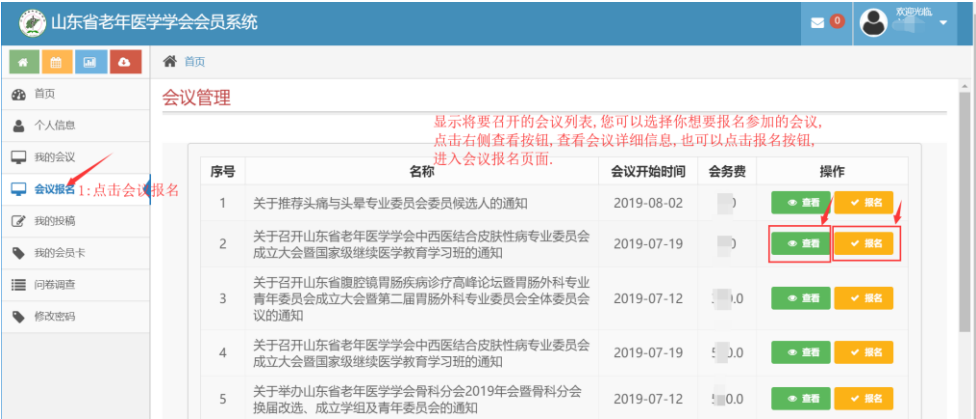 山东省老年医学学会会员系统
0
欢迎光临,
首页
首页
个人信息
会议管理
显示将要召开的会议列表,您可以选择你想要报名参加的会议,
点击右侧查看按钮,查看会议详细信息,也可以点击报名按钮,
进入会议报名页面.
我的会议
会议报名
1:点击会议报名
我的投稿
我的会员卡
问卷调查
修改密码
序号 名称 会议开始时间 会务费 操作
1 关于推荐头痛与头晕专业委员会委员候选人的通知 2019-08-02 查看 报名
2 关于召开山东省老年医学学会中西医结合皮肤性病专业委员会
成立大会暨国家级继续医学教育学习班的通知 2019-07-19 查看 报名
3 关于召开山东省腹腔镜胃肠疾病诊疗高峰论坛暨胃肠外科专业
青年委员会成立大会暨第二届胃肠外科专业委员会全体委员会
议的通知 2019-07-12 0.0 查看 报名
4 关于召开山东省老年医学学会中西医结合皮肤性病专业委员会
成立大会暨国家级继续医学教育学习班的通知 2019-07-19 查看 报名
5 关于举办山东省老年医学学会骨科分会2019年会暨骨科分会
换届改选、成立学组及青年委员会的通知 2019-07-12 查看 报名